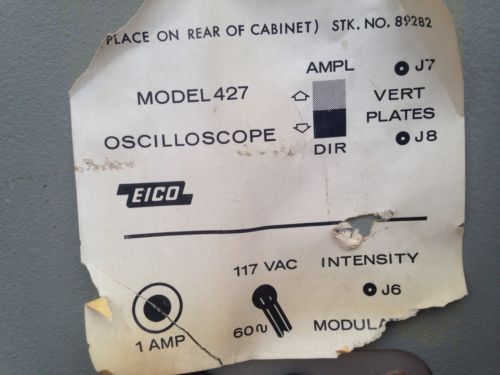 PLACE ON REAR OF CABINET) STK. NO. 89282
AMPL
J7
MODEL 427
VERT
PLATES
OSCILLOSCOPE
J8
DIR
EICO
117 VAC
INTENSITY
J6
60~
1 AMP